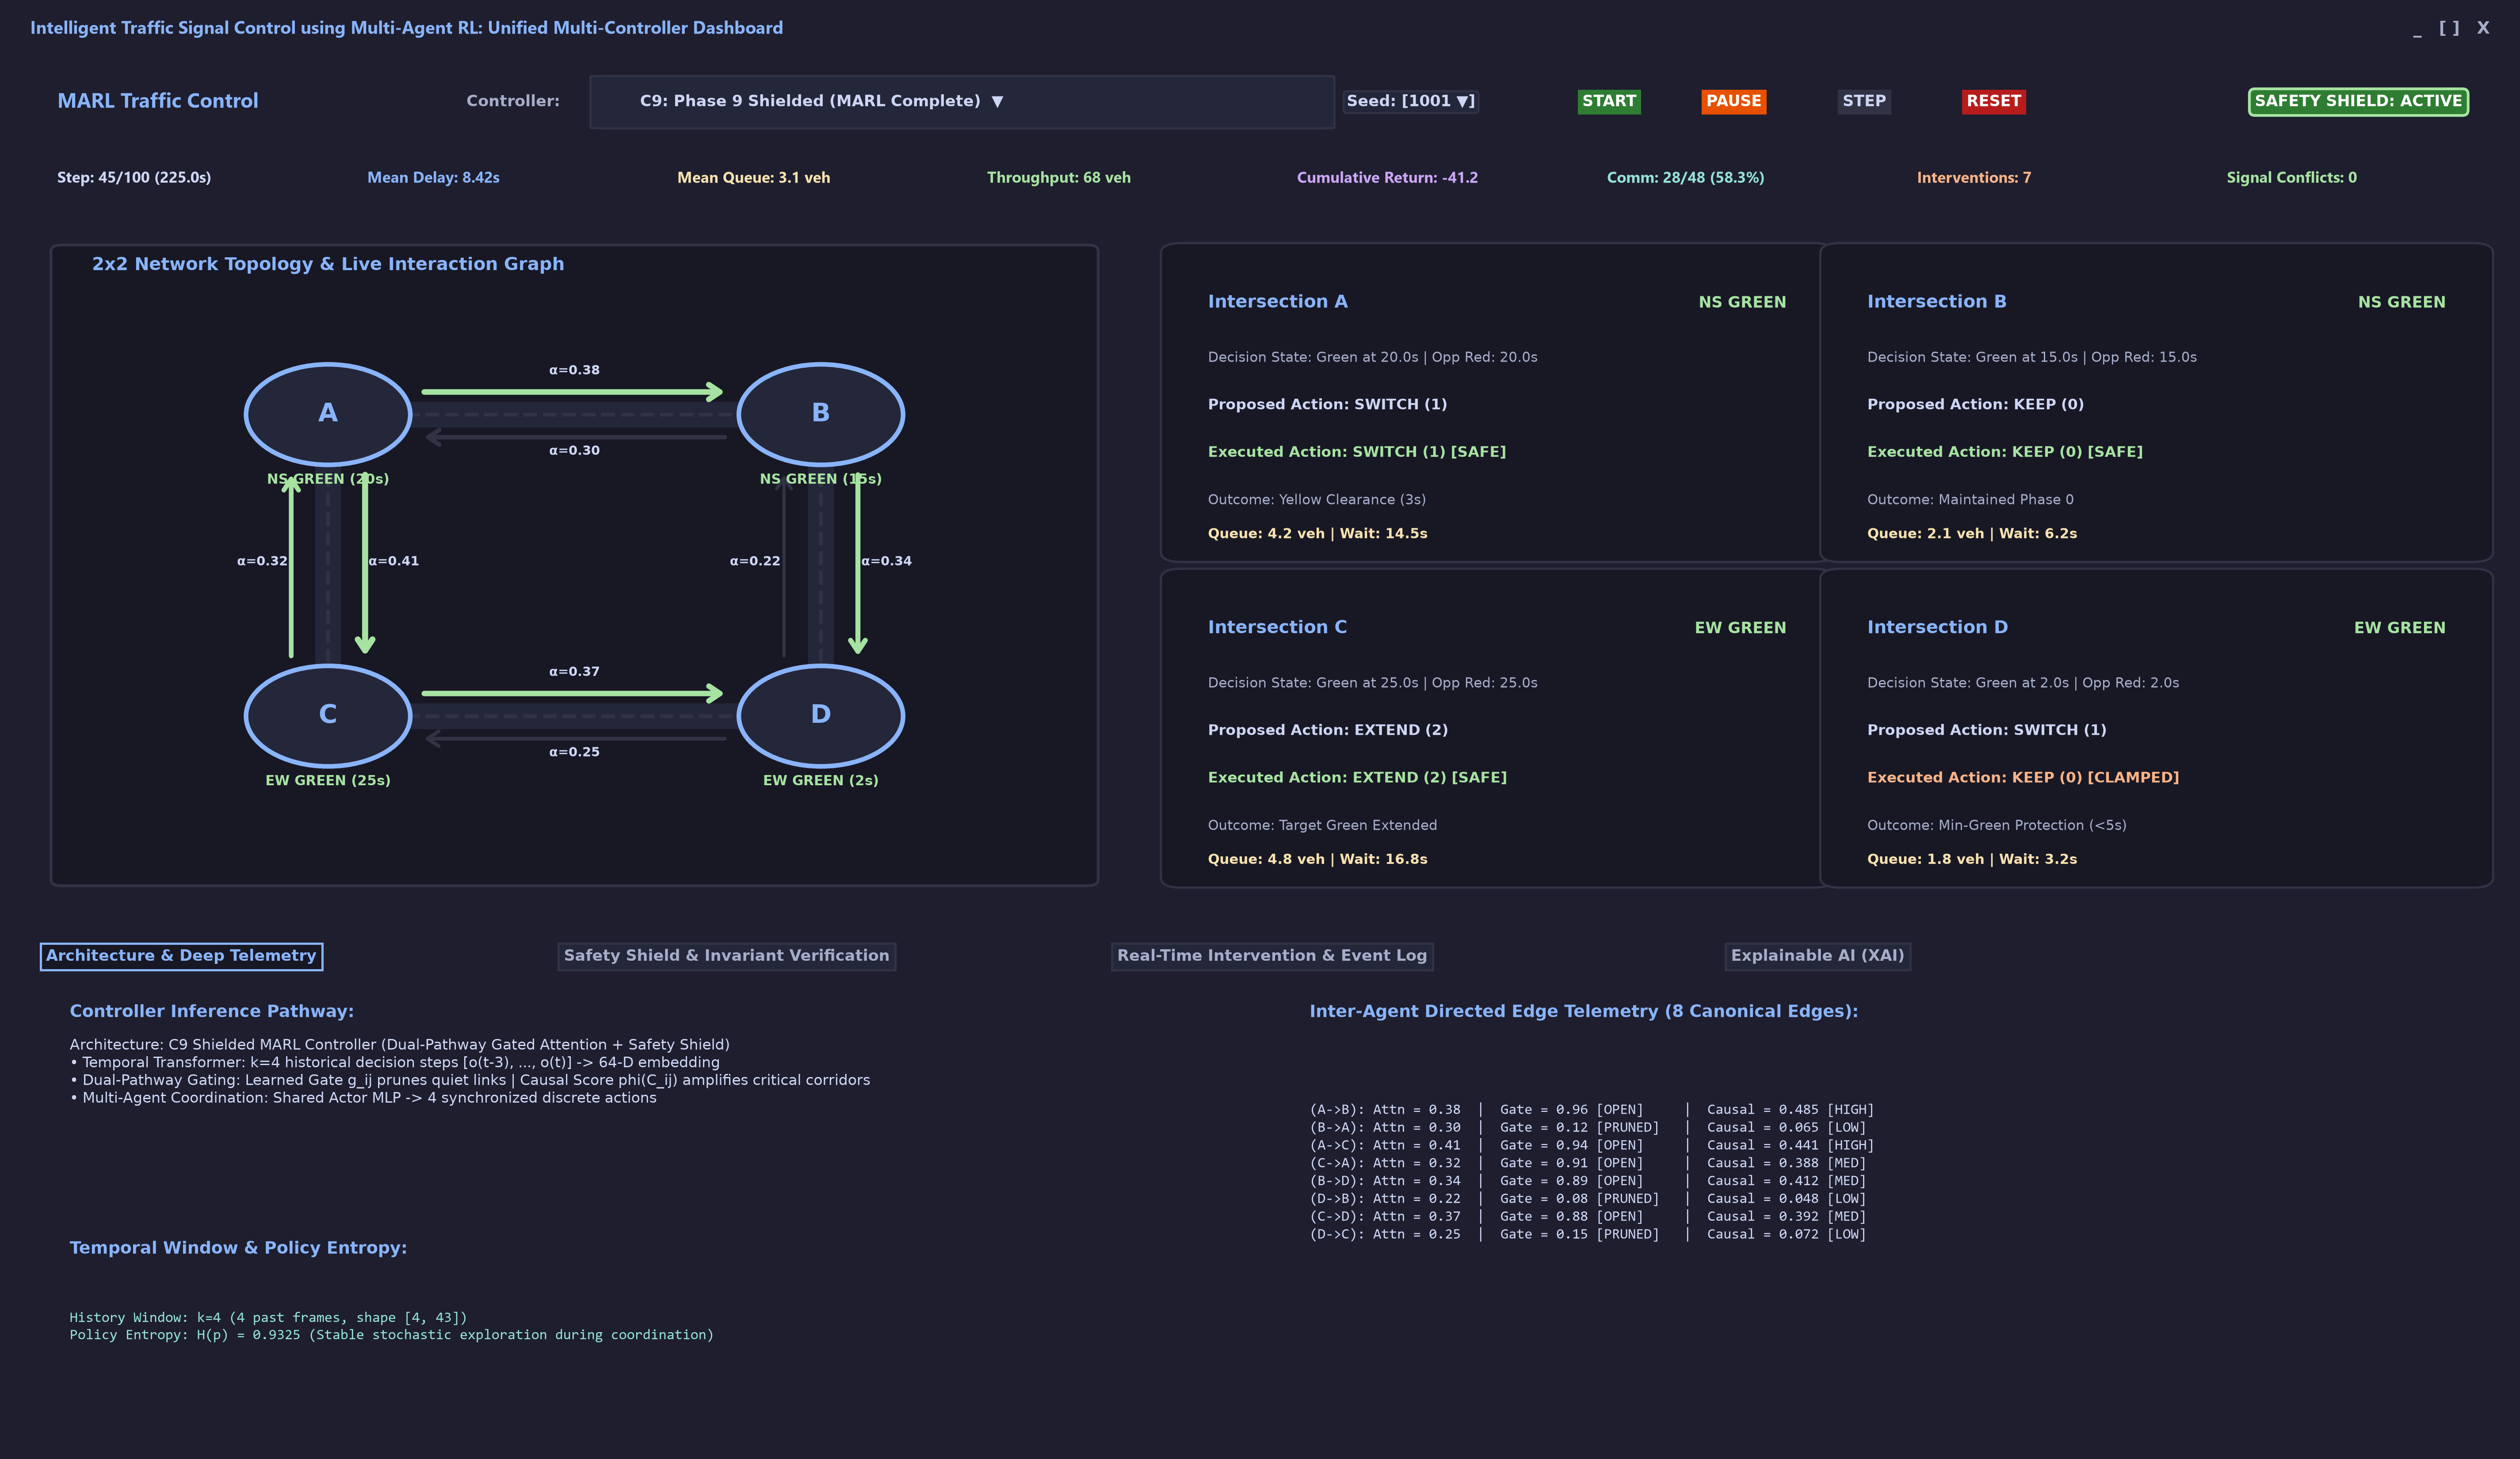 Intelligent Traffic Signal Control using Multi-Agent RL: Unified Multi-Controller Dashboard
_ [ ] X
MARL Traffic Control
Controller:
C9: Phase 9 Shielded (MARL Complete) ▼
Seed: [1001 ▼]
START
PAUSE
STEP
RESET
SAFETY SHIELD: ACTIVE
Step: 45/100 (225.0s)
Mean Delay: 8.42s
Mean Queue: 3.1 veh
Throughput: 68 veh
Cumulative Return: -41.2
Comm: 28/48 (58.3%)
Interventions: 7
Signal Conflicts: 0
2x2 Network Topology & Live Interaction Graph
α=0.38
A
B
α=0.30
NS GREEN (20s)
NS GREEN (15s)
α=0.32
α=0.41
α=0.22
α=0.34
α=0.37
C
D
α=0.25
EW GREEN (25s)
EW GREEN (2s)
Intersection A
NS GREEN
Decision State: Green at 20.0s | Opp Red: 20.0s
Proposed Action: SWITCH (1)
Executed Action: SWITCH (1) [SAFE]
Outcome: Yellow Clearance (3s)
Queue: 4.2 veh | Wait: 14.5s
Intersection B
NS GREEN
Decision State: Green at 15.0s | Opp Red: 15.0s
Proposed Action: KEEP (0)
Executed Action: KEEP (0) [SAFE]
Outcome: Maintained Phase 0
Queue: 2.1 veh | Wait: 6.2s
Intersection C
EW GREEN
Decision State: Green at 25.0s | Opp Red: 25.0s
Proposed Action: EXTEND (2)
Executed Action: EXTEND (2) [SAFE]
Outcome: Target Green Extended
Queue: 4.8 veh | Wait: 16.8s
Intersection D
EW GREEN
Decision State: Green at 2.0s | Opp Red: 2.0s
Proposed Action: SWITCH (1)
Executed Action: KEEP (0) [CLAMPED]
Outcome: Min-Green Protection (<5s)
Queue: 1.8 veh | Wait: 3.2s
Architecture & Deep Telemetry
Safety Shield & Invariant Verification
Real-Time Intervention & Event Log
Explainable AI (XAI)
Controller Inference Pathway:
Architecture: C9 Shielded MARL Controller (Dual-Pathway Gated Attention + Safety Shield)
• Temporal Transformer: k=4 historical decision steps [o(t-3), ..., o(t)] -> 64-D embedding
• Dual-Pathway Gating: Learned Gate g_ij prunes quiet links | Causal Score phi(C_ij) amplifies critical corridors
• Multi-Agent Coordination: Shared Actor MLP -> 4 synchronized discrete actions
Temporal Window & Policy Entropy:
History Window: k=4 (4 past frames, shape [4, 43])
Policy Entropy: H(p) = 0.9325 (Stable stochastic exploration during coordination)
Inter-Agent Directed Edge Telemetry (8 Canonical Edges):
(A->B): Attn = 0.38 | Gate = 0.96 [OPEN] | Causal = 0.485 [HIGH]
(B->A): Attn = 0.30 | Gate = 0.12 [PRUNED] | Causal = 0.065 [LOW]
(A->C): Attn = 0.41 | Gate = 0.94 [OPEN] | Causal = 0.441 [HIGH]
(C->A): Attn = 0.32 | Gate = 0.91 [OPEN] | Causal = 0.388 [MED]
(B->D): Attn = 0.34 | Gate = 0.89 [OPEN] | Causal = 0.412 [MED]
(D->B): Attn = 0.22 | Gate = 0.08 [PRUNED] | Causal = 0.048 [LOW]
(C->D): Attn = 0.37 | Gate = 0.88 [OPEN] | Causal = 0.392 [MED]
(D->C): Attn = 0.25 | Gate = 0.15 [PRUNED] | Causal = 0.072 [LOW]